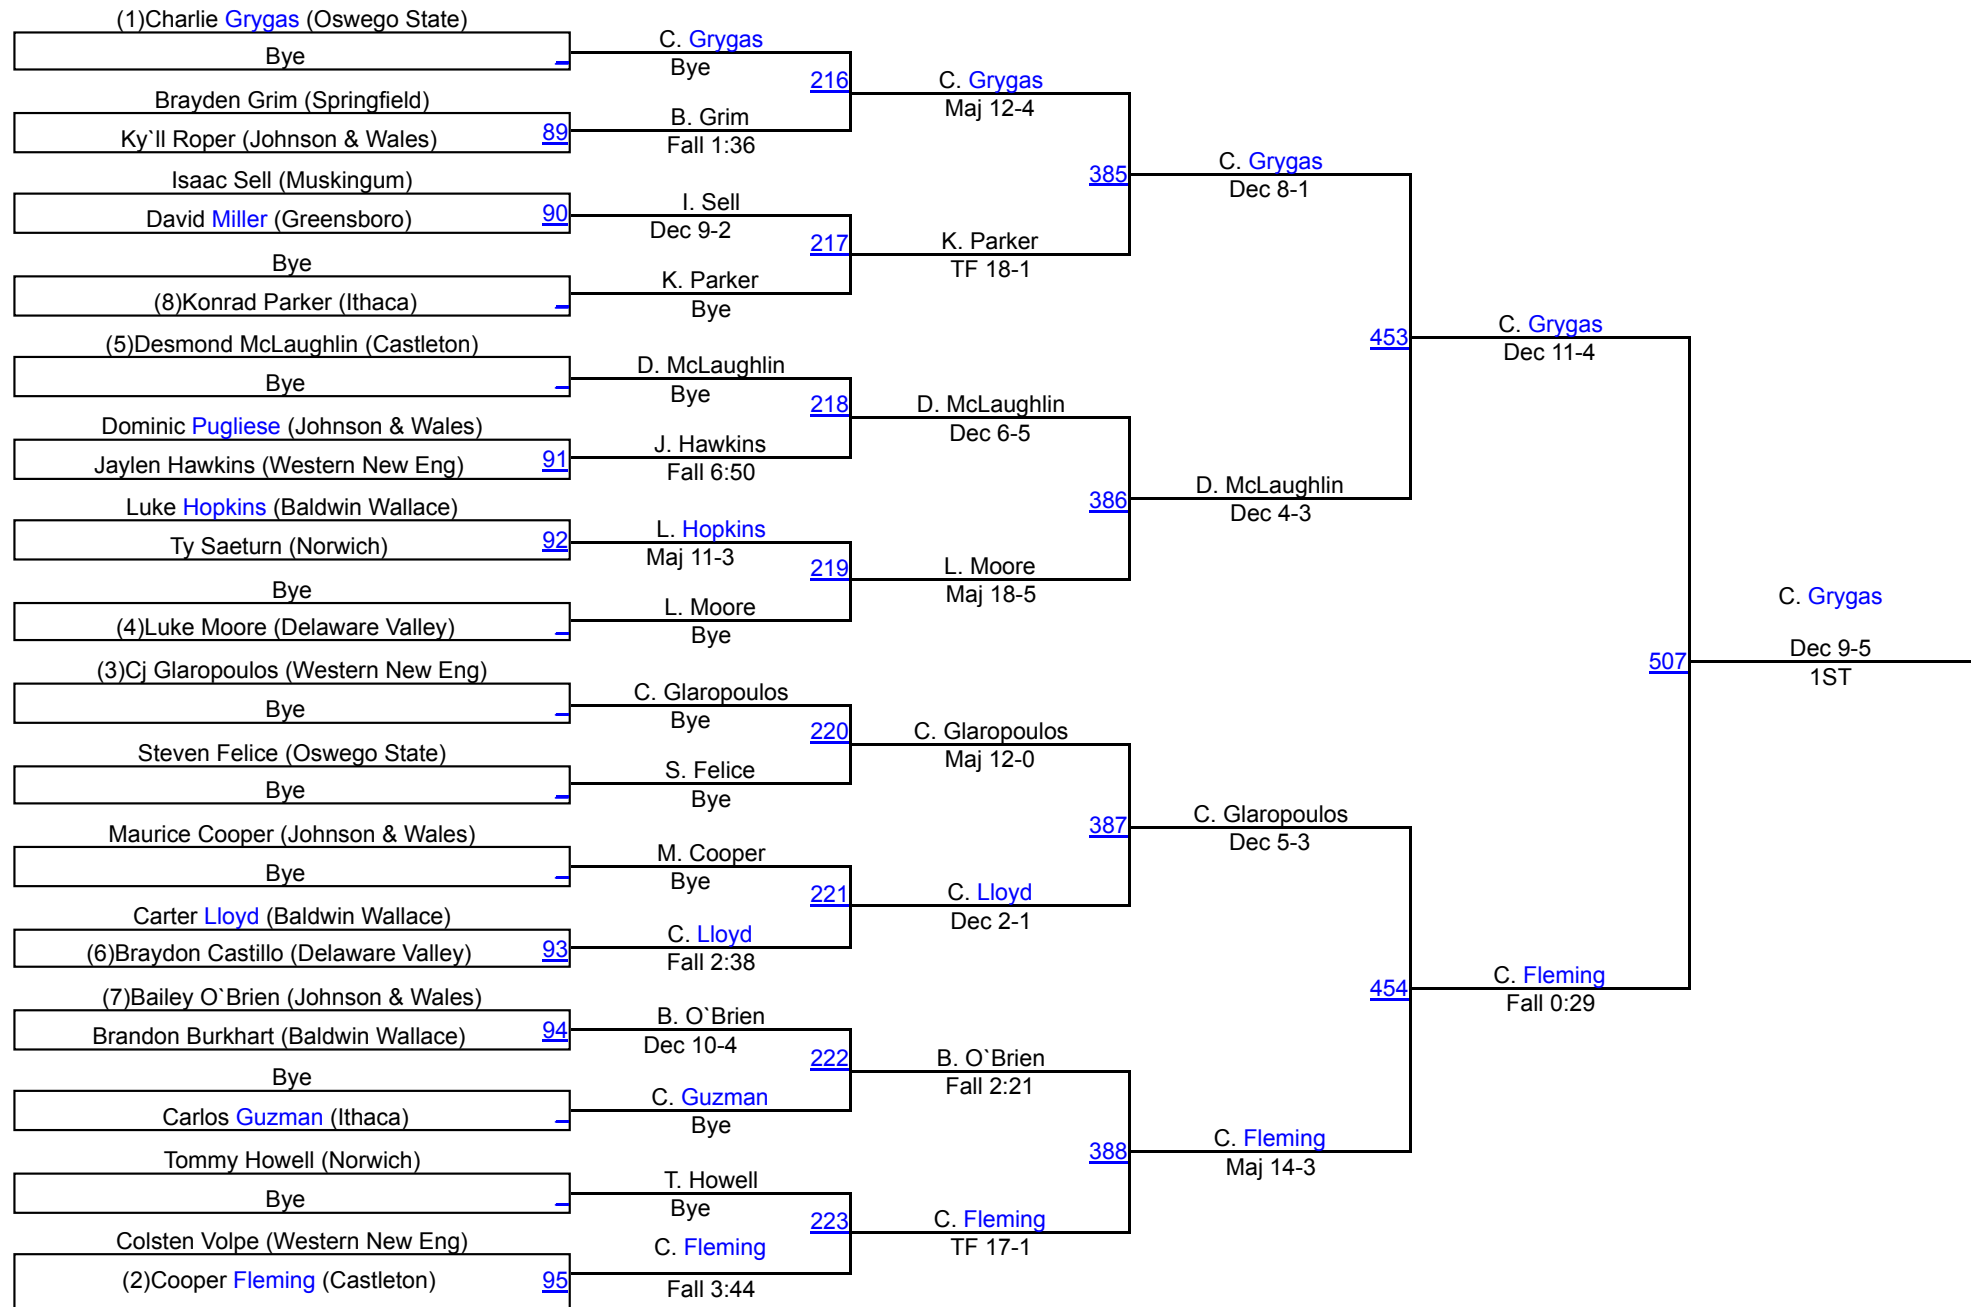 (1)Charlie Grygas (Oswego State)
Bye
Brayden Grim (Springfield)
Ky`ll Roper (Johnson & Wales)
89
Isaac Sell (Muskingum)
David Miller (Greensboro)
90
Bye
(8)Konrad Parker (Ithaca)
(5)Desmond McLaughlin (Castleton)
Bye
Dominic Pugliese (Johnson & Wales)
Jaylen Hawkins (Western New Eng)
91
Luke Hopkins (Baldwin Wallace)
Ty Saeturn (Norwich)
92
Bye
(4)Luke Moore (Delaware Valley)
(3)Cj Glaropoulos (Western New Eng)
Bye
Steven Felice (Oswego State)
Bye
Maurice Cooper (Johnson & Wales)
Bye
Carter Lloyd (Baldwin Wallace)
(6)Braydon Castillo (Delaware Valley)
93
(7)Bailey O`Brien (Johnson & Wales)
Brandon Burkhart (Baldwin Wallace)
94
Bye
Carlos Guzman (Ithaca)
Tommy Howell (Norwich)
Bye
Colsten Volpe (Western New Eng)
(2)Cooper Fleming (Castleton)
95
C. Grygas
Bye
216
B. Grim
Fall 1:36
I. Sell
Dec 9-2
217
K. Parker
Bye
D. McLaughlin
Bye
218
J. Hawkins
Fall 6:50
L. Hopkins
Maj 11-3
219
L. Moore
Bye
C. Glaropoulos
Bye
220
S. Felice
Bye
M. Cooper
Bye
221
C. Lloyd
Fall 2:38
B. O`Brien
Dec 10-4
222
C. Guzman
Bye
T. Howell
Bye
223
C. Fleming
Fall 3:44
C. Grygas
Maj 12-4
385
K. Parker
TF 18-1
D. McLaughlin
Dec 6-5
386
L. Moore
Maj 18-5
C. Glaropoulos
Maj 12-0
387
C. Lloyd
Dec 2-1
B. O`Brien
Fall 2:21
388
C. Fleming
TF 17-1
C. Grygas
Dec 8-1
453
D. McLaughlin
Dec 4-3
C. Glaropoulos
Dec 5-3
454
C. Fleming
Maj 14-3
C. Grygas
Dec 11-4
507
C. Fleming
Fall 0:29
C. Grygas
Dec 9-5
1ST